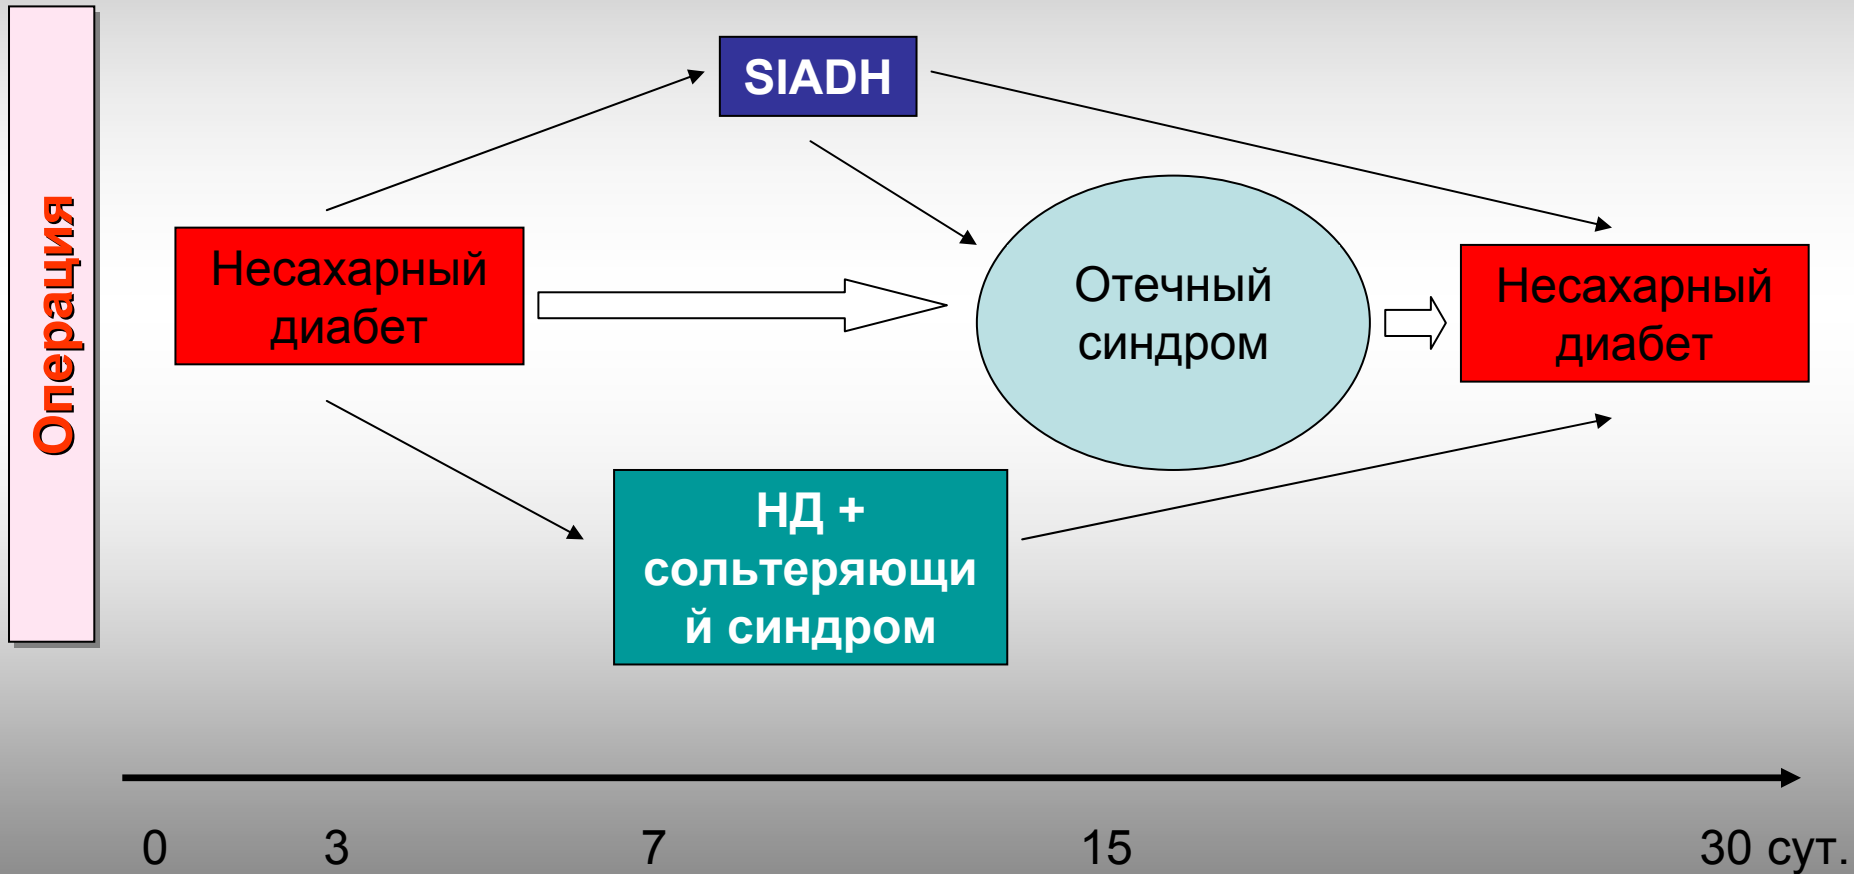 Операция
SIADH
Несахарный
диабет
Отечный
синдром
Несахарный
диабет
НД +
сольтеряющи
й синдром
0 3 7 15 30 сут.